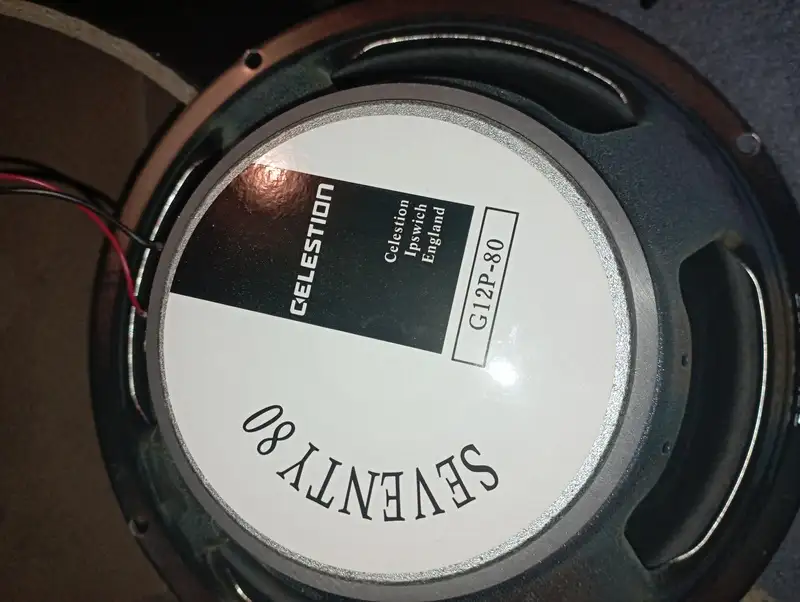 CELESTION
Celestion
Ipswich
England
G12P-80
SEVENTY 80